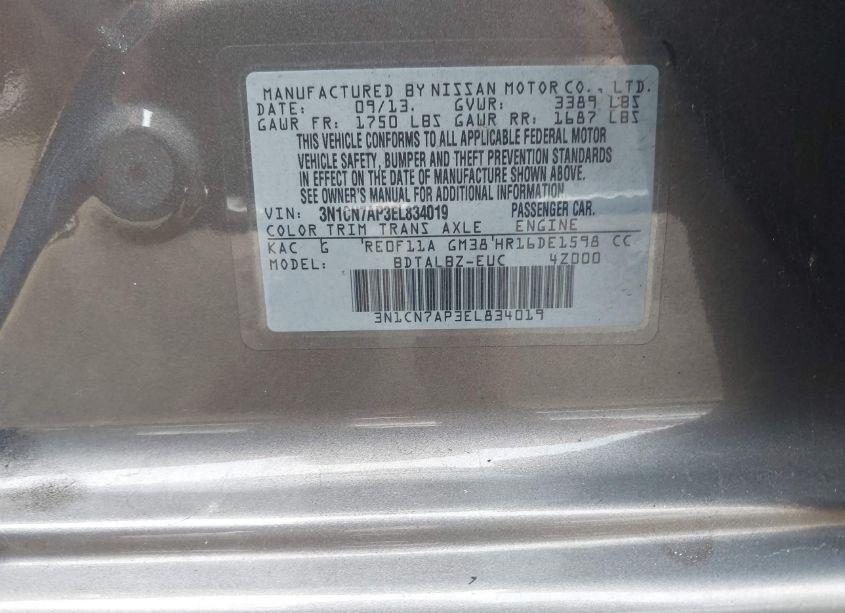 MANUFACTURED BY NISSAN MOTOR CO., LTD.
DATE: 09/13. GVWR: 3389 LBS
GAWR FR: 1750 LBS GAWR RR: 1687 LBS
THIS VEHICLE CONFORMS TO ALL APPLICABLE FEDERAL MOTOR
VEHICLE SAFETY, BUMPER AND THEFT PREVENTION STANDARDS
IN EFFECT ON THE DATE OF MANUFACTURE SHOWN ABOVE.
SEE OWNER'S MANUAL FOR ADDITIONAL INFORMATION.
VIN: 3N1CN7AP3EL834019 PASSENGER CAR.
COLOR TRIM TRANS AXLE ENGINE
KAC G 'RE0F11A GM38'HR16DE1598 CC
MODEL: BDTALBZ-EUC 4Z000
3N1CN7AP3EL834019